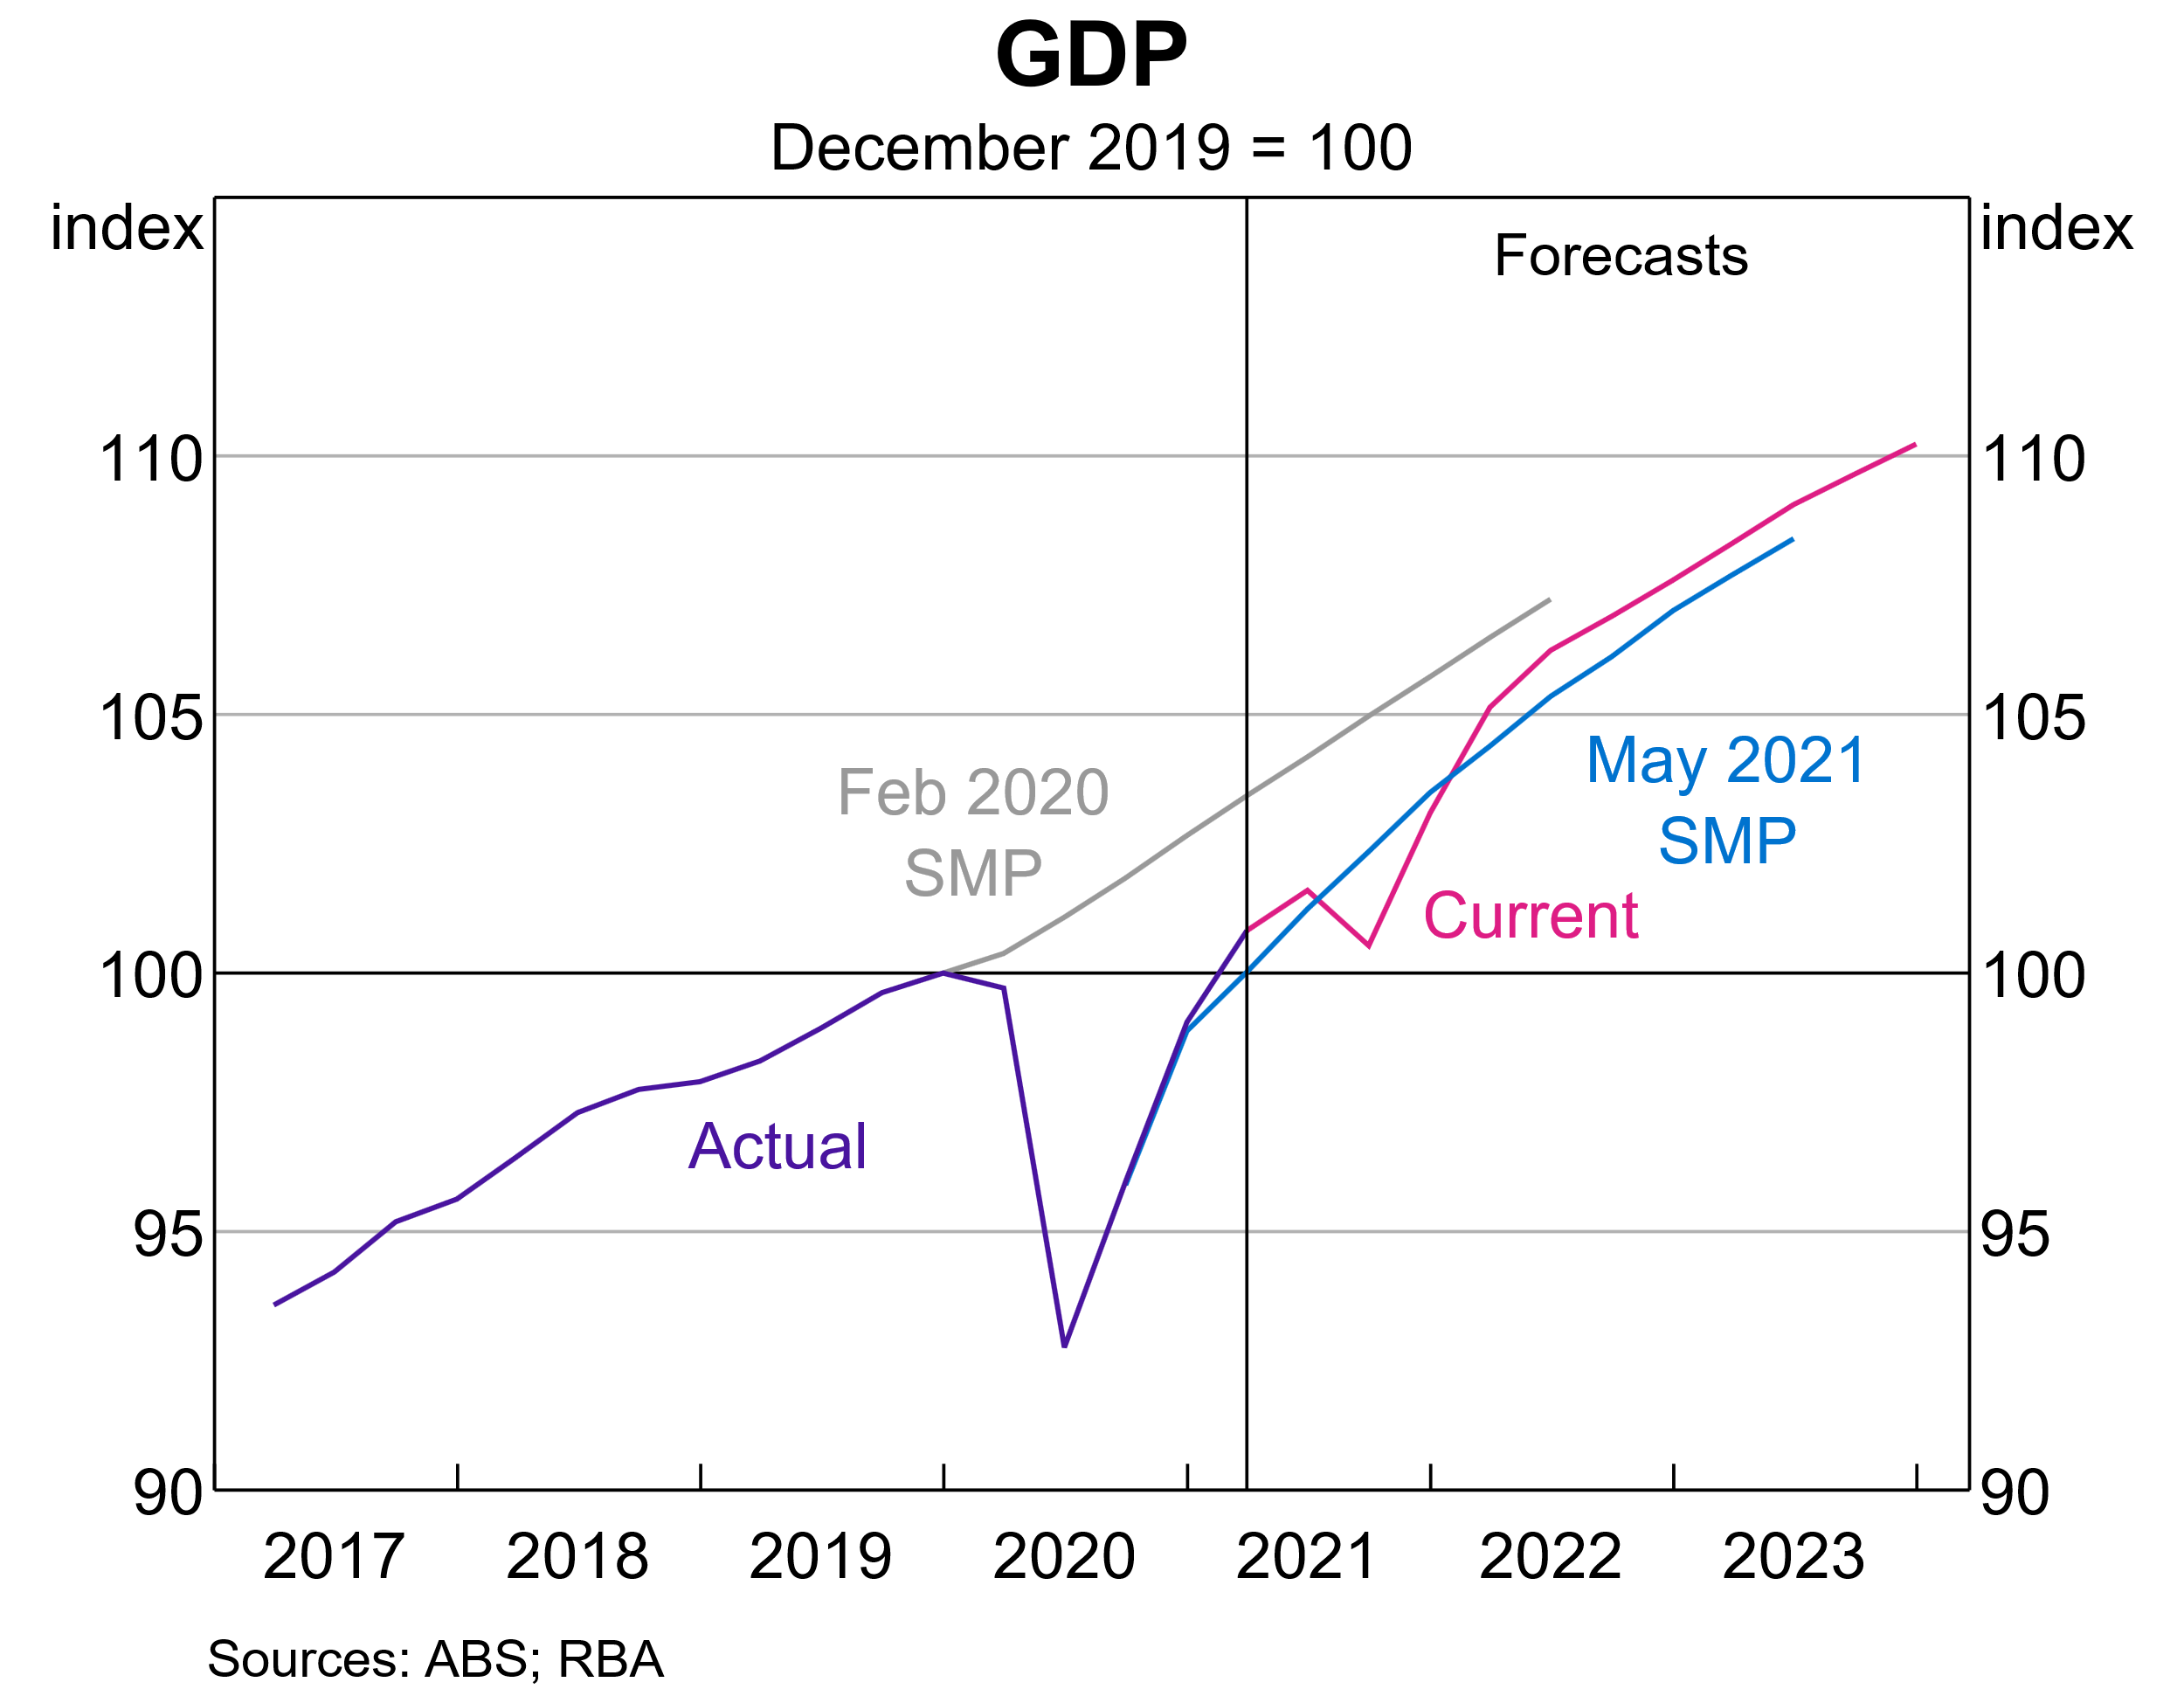 GDP
December 2019 = 100
index
index
Forecasts
110
110
105
105
May 2021
SMP
Feb 2020
SMP
Current
100
100
Actual
95
95
90
90
2017
2018
2019
2020
2021
2022
2023
Sources: ABS; RBA